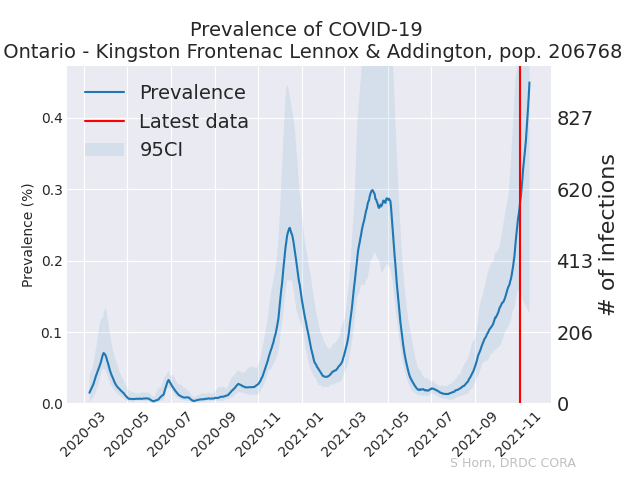 Prevalence of COVID-19
Ontario - Kingston Frontenac Lennox & Addington, pop. 206768
Prevalence
Latest data
95CI
Prevalence (%)
0.4
0.3
0.2
0.1
0.0
827
620
413
206
0
# of infections
2020-03
2020-05
2020-07
2020-09
2020-11
2021-01
2021-03
2021-05
2021-07
2021-09
2021-11
S Horn, DRDC CORA